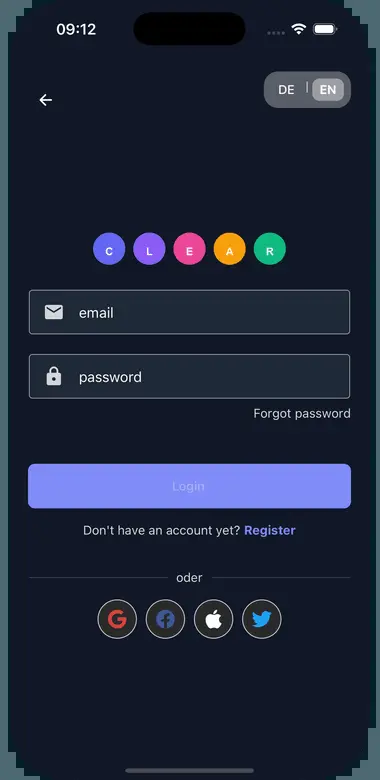 09:12
DE | EN
C L E A R
email
password
Forgot password
Login
Don't have an account yet? Register
oder